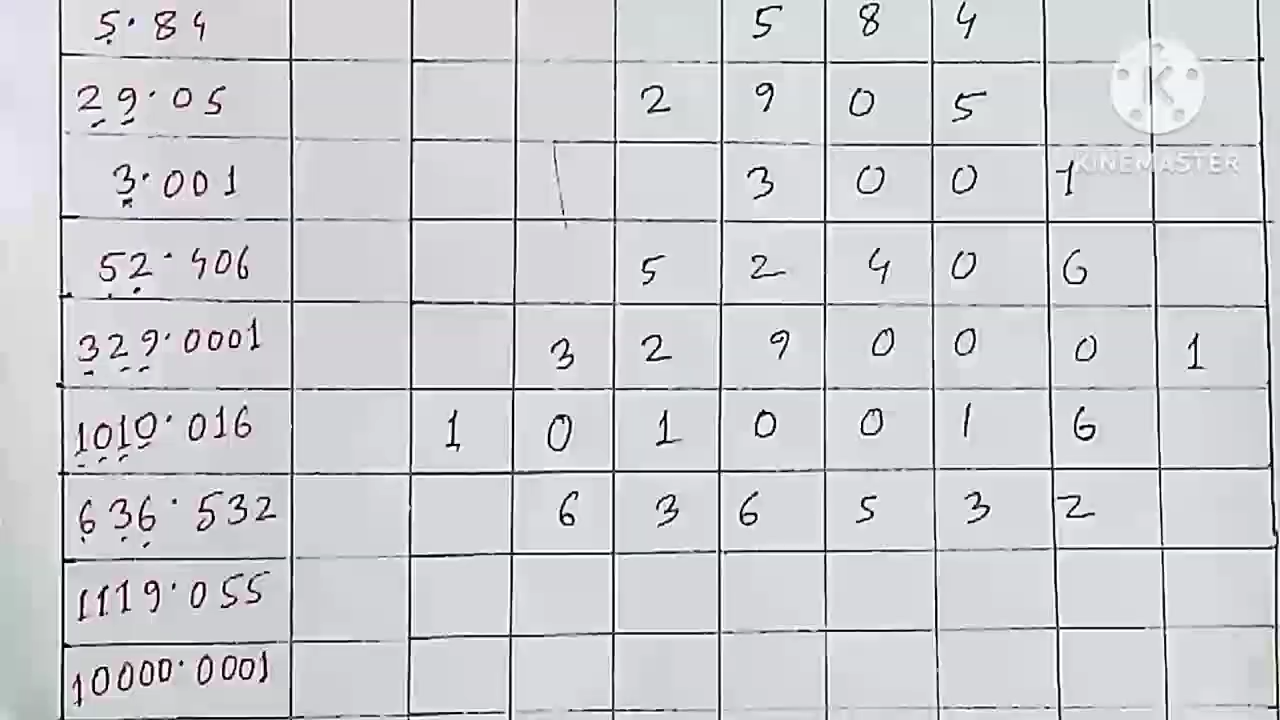 5.84 5 8 4
29.05 2 9 0 5
3.001 3 0 0 1
KINEMASTER
52.406 5 2 4 0 6
329.0001 3 2 9 0 0 0 1
1010.016 1 0 1 0 0 1 6
636.532 6 3 6 5 3 2
1119.055
10000.0001